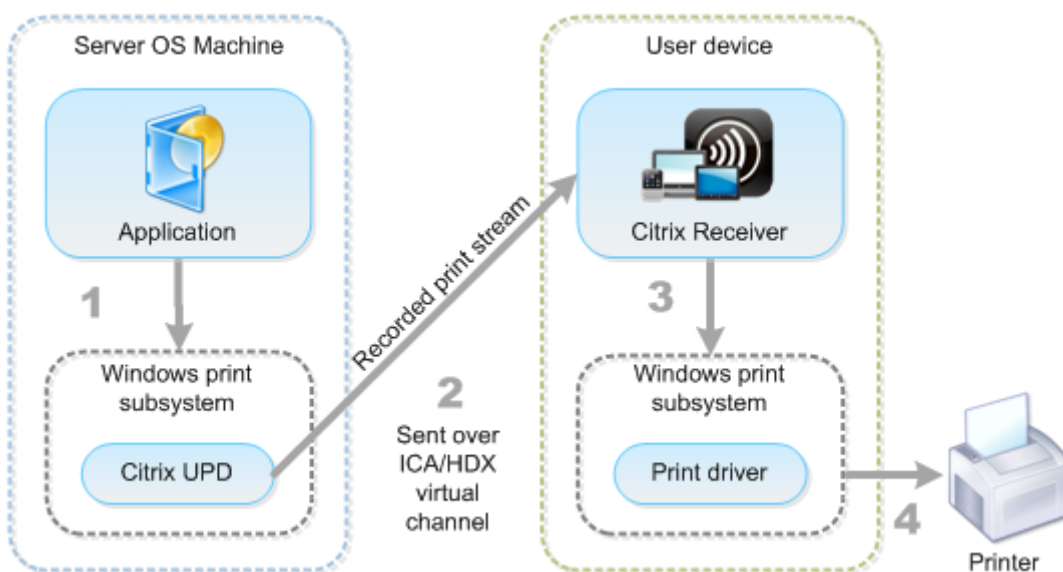 Server OS Machine
Application
1
Windows print
subsystem
Citrix UPD
Recorded print stream
2
Sent over
ICA/HDX
virtual
channel
User device
Citrix Receiver
3
Windows print
subsystem
Print driver
4
Printer